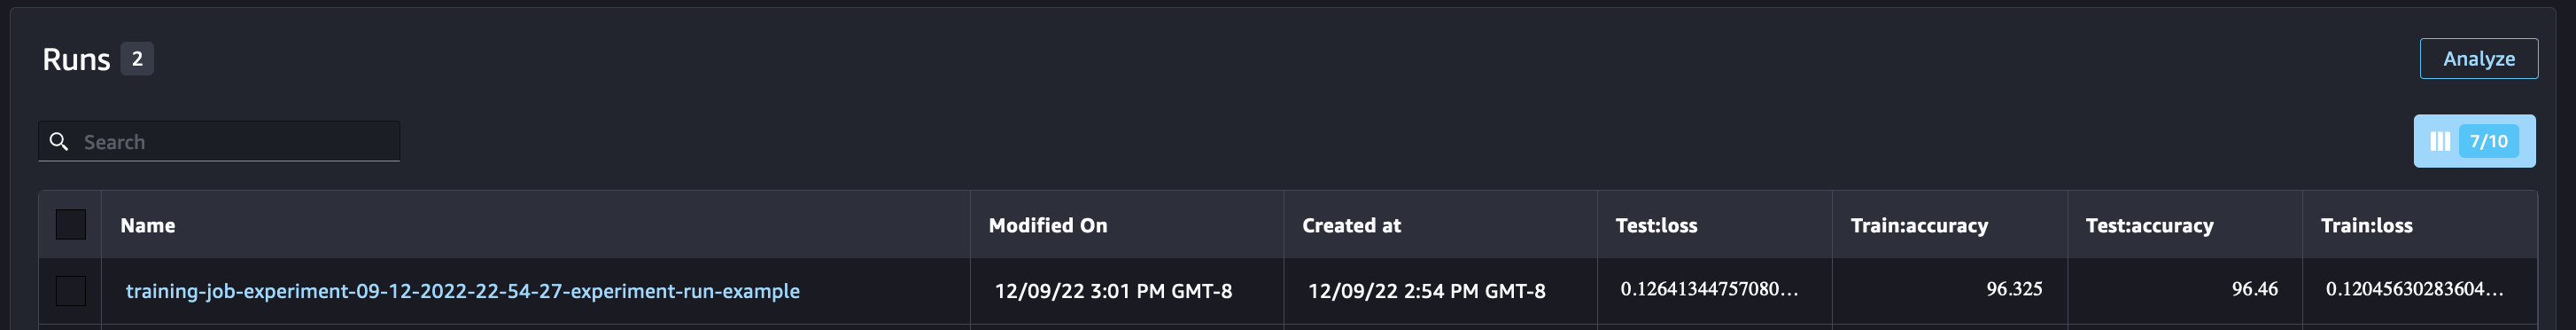 Runs 2
Analyze
Search
7/10
Name Modified On Created at Test:loss Train:accuracy Test:accuracy Train:loss
training-job-experiment-09-12-2022-22-54-27-experiment-run-example 12/09/22 3:01 PM GMT-8 12/09/22 2:54 PM GMT-8 0.12641344757080... 96.325 96.46 0.12045630283604...